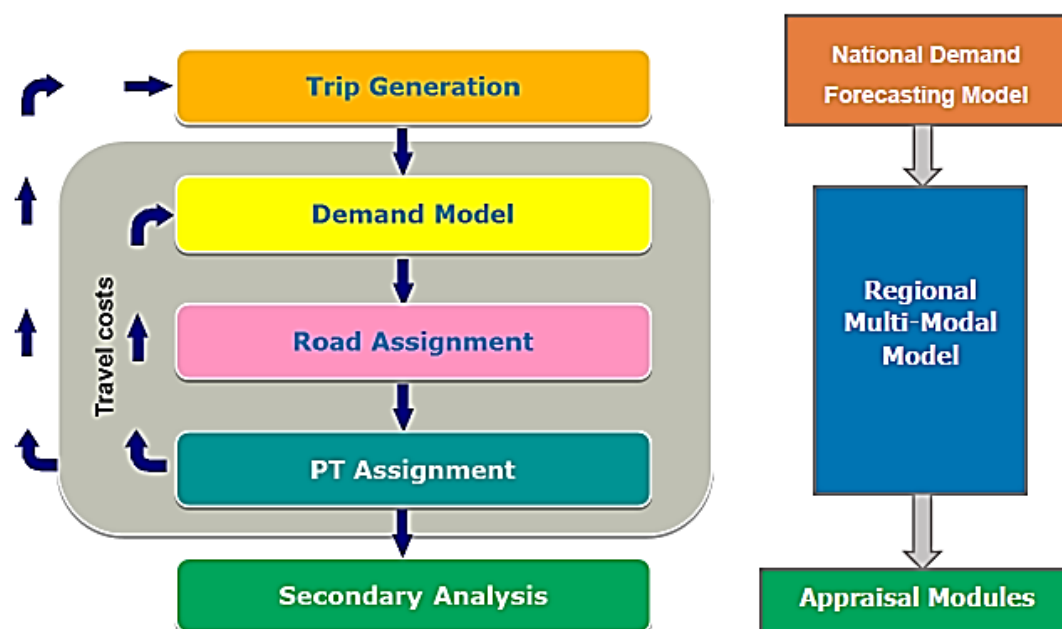 Trip Generation
Demand Model
Travel costs
Road Assignment
PT Assignment
Secondary Analysis
National Demand
Forecasting Model
Regional
Multi-Modal
Model
Appraisal Modules